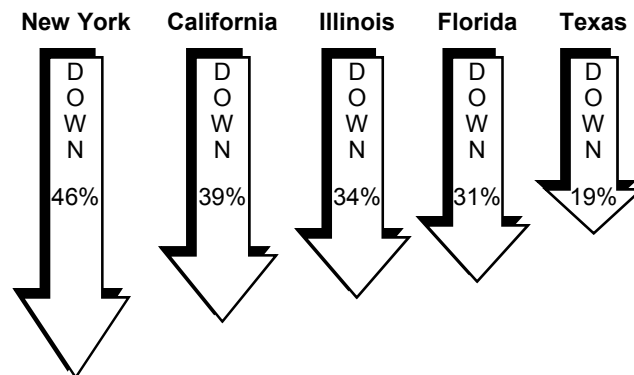 New York California Illinois Florida Texas
D D D D D
O O O O O
W W W W W
N N N N N
46% 39% 34% 31% 19%